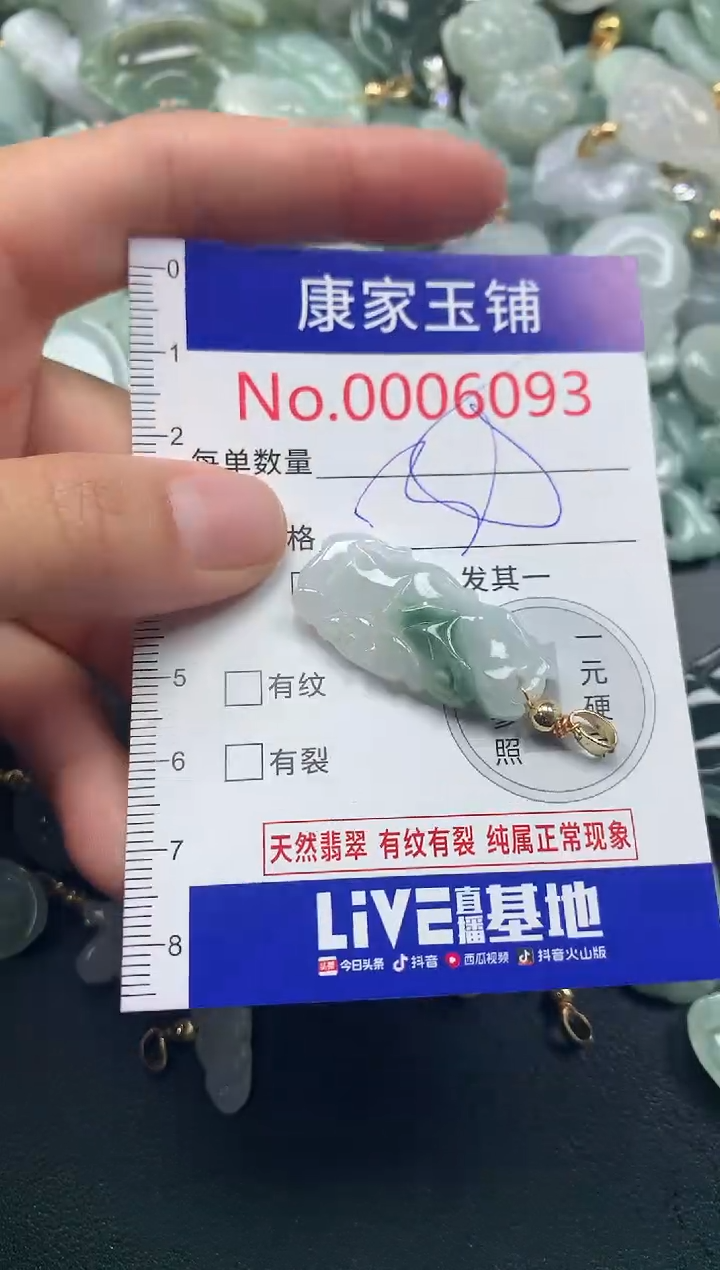 0
康家玉铺
1
No.0006093
2
每单数量
格
发其一
5
有纹
一元硬
照
6
有裂
天然翡翠 有纹有裂 纯属正常现象
7
LiVE直播基地
8
头条 今日头条 抖音 西瓜视频 抖音火山版